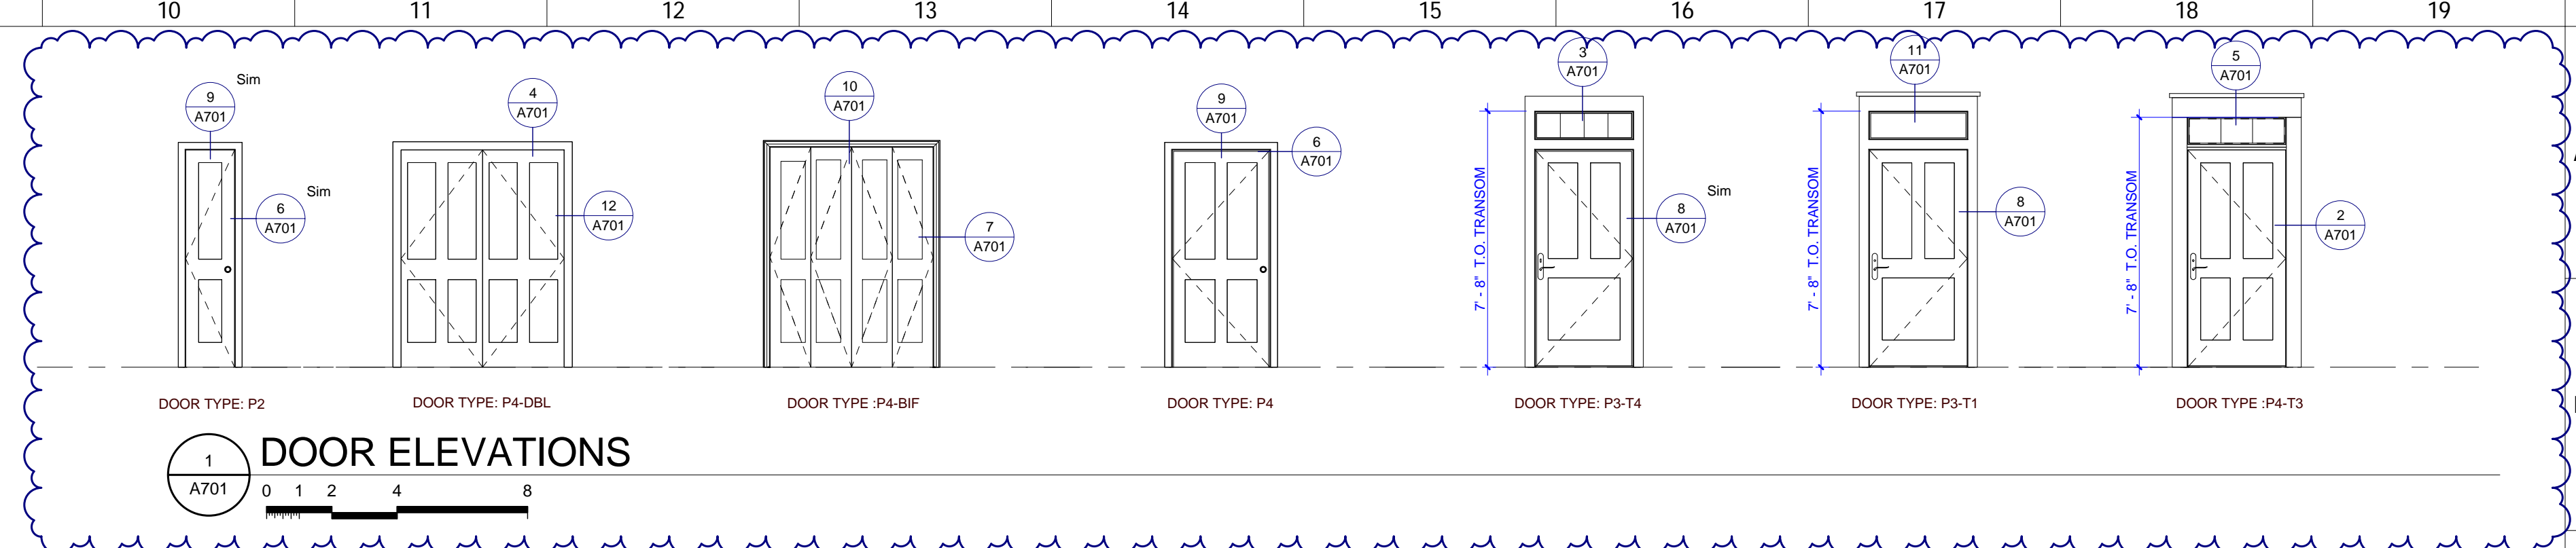 10 11 12 13 14 15 16 17 18 19
Sim
9
A701
4
A701
10
A701
9
A701
3
A701
11
A701
5
A701
6
A701
Sim
6
A701
12
A701
7
A701
Sim
8
A701
8
A701
2
A701
7' - 8" T.O. TRANSOM
7' - 8" T.O. TRANSOM
7' - 8" T.O. TRANSOM
DOOR TYPE: P2
DOOR TYPE: P4-DBL
DOOR TYPE :P4-BIF
DOOR TYPE: P4
DOOR TYPE: P3-T4
DOOR TYPE: P3-T1
DOOR TYPE :P4-T3
1
A701
DOOR ELEVATIONS
0 1 2 4 8